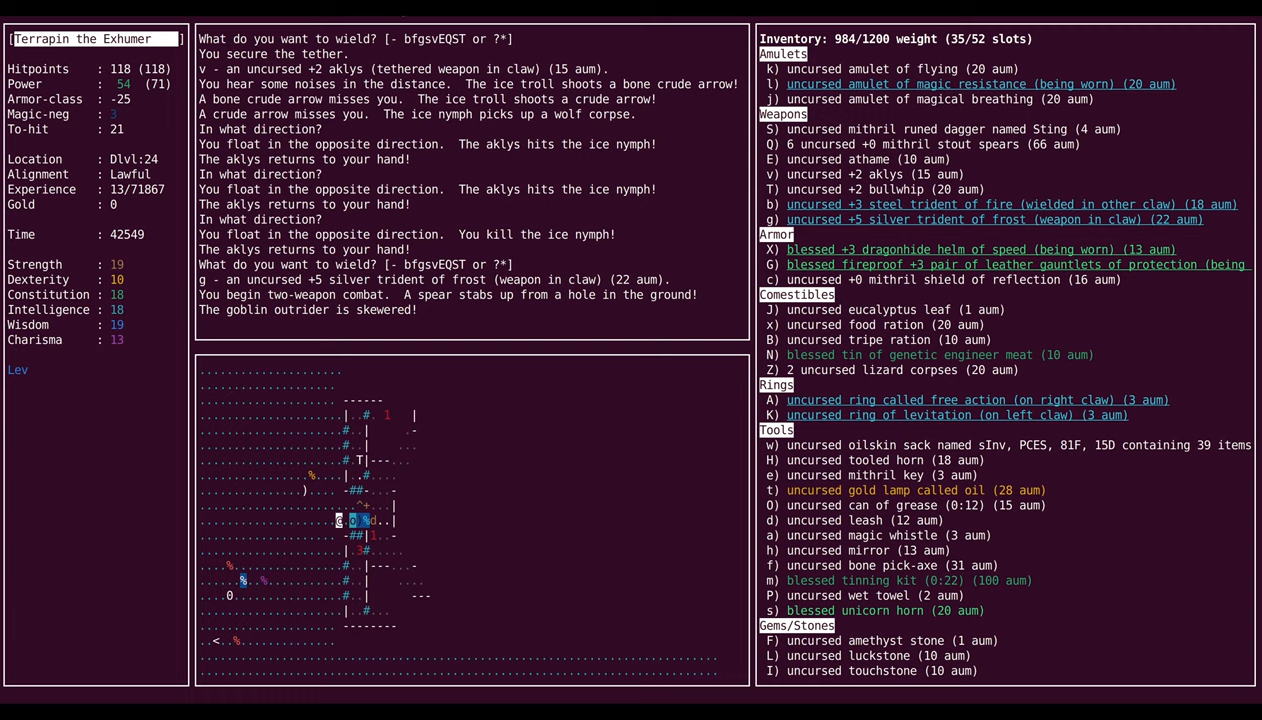 [Terrapin the Exhumer ]
Hitpoints : 118 (118)
Power : 54 (71)
Armor-class : -25
Magic-neg : 3
To-hit : 21
Location : Dlvl:24
Alignment : Lawful
Experience : 13/71867
Gold : 0
Time : 42549
Strength : 19
Dexterity : 10
Constitution : 18
Intelligence : 18
Wisdom : 19
Charisma : 13
Lev
What do you want to wield? [- bfgsvEQST or ?*]
You secure the tether.
v - an uncursed +2 aklys (tethered weapon in claw) (15 aum).
You hear some noises in the distance.  The ice troll shoots a bone crude arrow!
A bone crude arrow misses you.  The ice troll shoots a crude arrow!
A crude arrow misses you.  The ice nymph picks up a wolf corpse.
In what direction?
You float in the opposite direction.  The aklys hits the ice nymph!
The aklys returns to your hand!
In what direction?
You float in the opposite direction.  The aklys hits the ice nymph!
The aklys returns to your hand!
In what direction?
You float in the opposite direction.  You kill the ice nymph!
The aklys returns to your hand!
What do you want to wield? [- bfgsvEQST or ?*]
g - an uncursed +5 silver trident of frost (weapon in claw) (22 aum).
You begin two-weapon combat.  A spear stabs up from a hole in the ground!
The goblin outrider is skewered!
Inventory: 984/1200 weight (35/52 slots)
Amulets
k) uncursed amulet of flying (20 aum)
l) uncursed amulet of magic resistance (being worn) (20 aum)
j) uncursed amulet of magical breathing (20 aum)
Weapons
S) uncursed mithril runed dagger named Sting (4 aum)
Q) 6 uncursed +0 mithril stout spears (66 aum)
E) uncursed athame (10 aum)
v) uncursed +2 aklys (15 aum)
T) uncursed +2 bullwhip (20 aum)
b) uncursed +3 steel trident of fire (wielded in other claw) (18 aum)
g) uncursed +5 silver trident of frost (weapon in claw) (22 aum)
Armor
X) blessed +3 dragonhide helm of speed (being worn) (13 aum)
G) blessed fireproof +3 pair of leather gauntlets of protection (being
c) uncursed +0 mithril shield of reflection (16 aum)
Comestibles
J) uncursed eucalyptus leaf (1 aum)
x) uncursed food ration (20 aum)
B) uncursed tripe ration (10 aum)
N) blessed tin of genetic engineer meat (10 aum)
Z) 2 uncursed lizard corpses (20 aum)
Rings
A) uncursed ring called free action (on right claw) (3 aum)
K) uncursed ring of levitation (on left claw) (3 aum)
Tools
w) uncursed oilskin sack named sInv, PCES, 81F, 15D containing 39 items
H) uncursed tooled horn (18 aum)
e) uncursed mithril key (3 aum)
t) uncursed gold lamp called oil (28 aum)
O) uncursed can of grease (0:12) (15 aum)
d) uncursed leash (12 aum)
a) uncursed magic whistle (3 aum)
h) uncursed mirror (13 aum)
f) uncursed bone pick-axe (31 aum)
m) blessed tinning kit (0:22) (100 aum)
P) uncursed wet towel (2 aum)
s) blessed unicorn horn (20 aum)
Gems/Stones
F) uncursed amethyst stone (1 aum)
L) uncursed luckstone (10 aum)
I) uncursed touchstone (10 aum)